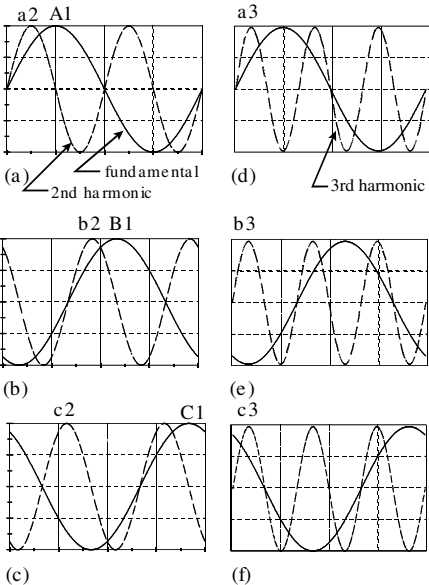 a2 A1
a3
fundamental
(a)
2nd harmonic
(d)
3rd harmonic
b2 B1
b3
(b)
(e)
c2
C1
c3
(c)
(f)